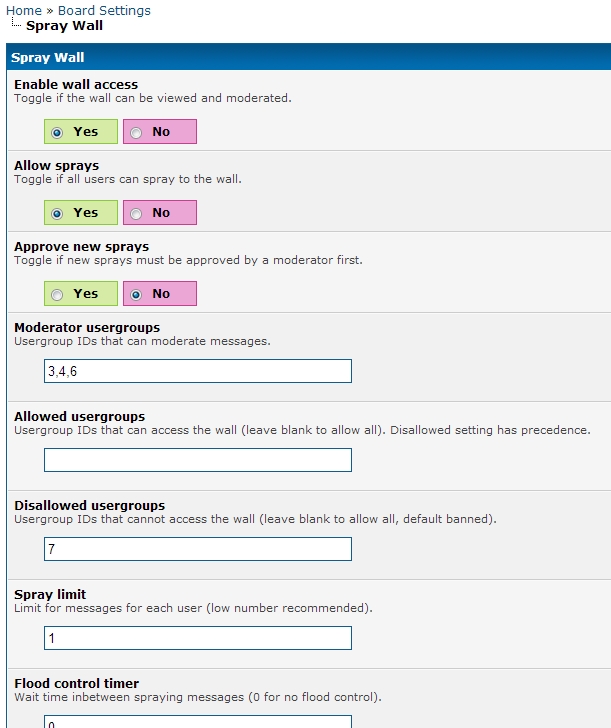 Home » Board Settings
Spray Wall
Spray Wall
Enable wall access
Toggle if the wall can be viewed and moderated.
Yes No
Allow sprays
Toggle if all users can spray to the wall.
Yes No
Approve new sprays
Toggle if new sprays must be approved by a moderator first.
Yes No
Moderator usergroups
Usergroup IDs that can moderate messages.
3,4,6
Allowed usergroups
Usergroup IDs that can access the wall (leave blank to allow all). Disallowed setting has precedence.
Disallowed usergroups
Usergroup IDs that cannot access the wall (leave blank to allow all, default banned).
7
Spray limit
Limit for messages for each user (low number recommended).
1
Flood control timer
Wait time inbetween spraying messages (0 for no flood control).
0